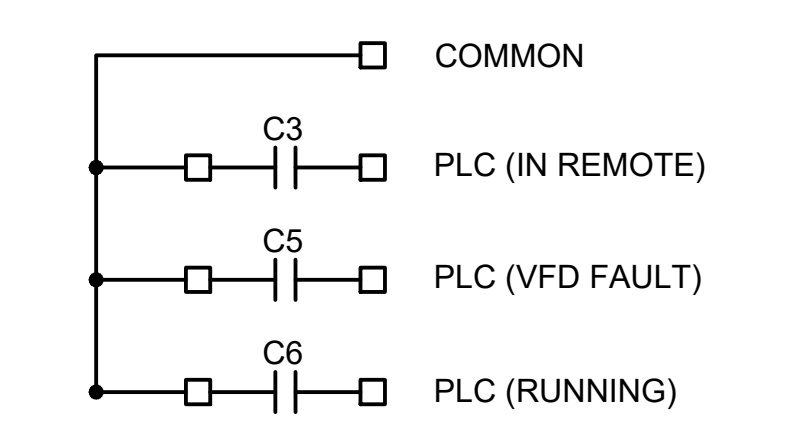 COMMON
C3
PLC (IN REMOTE)
C5
PLC (VFD FAULT)
C6
PLC (RUNNING)